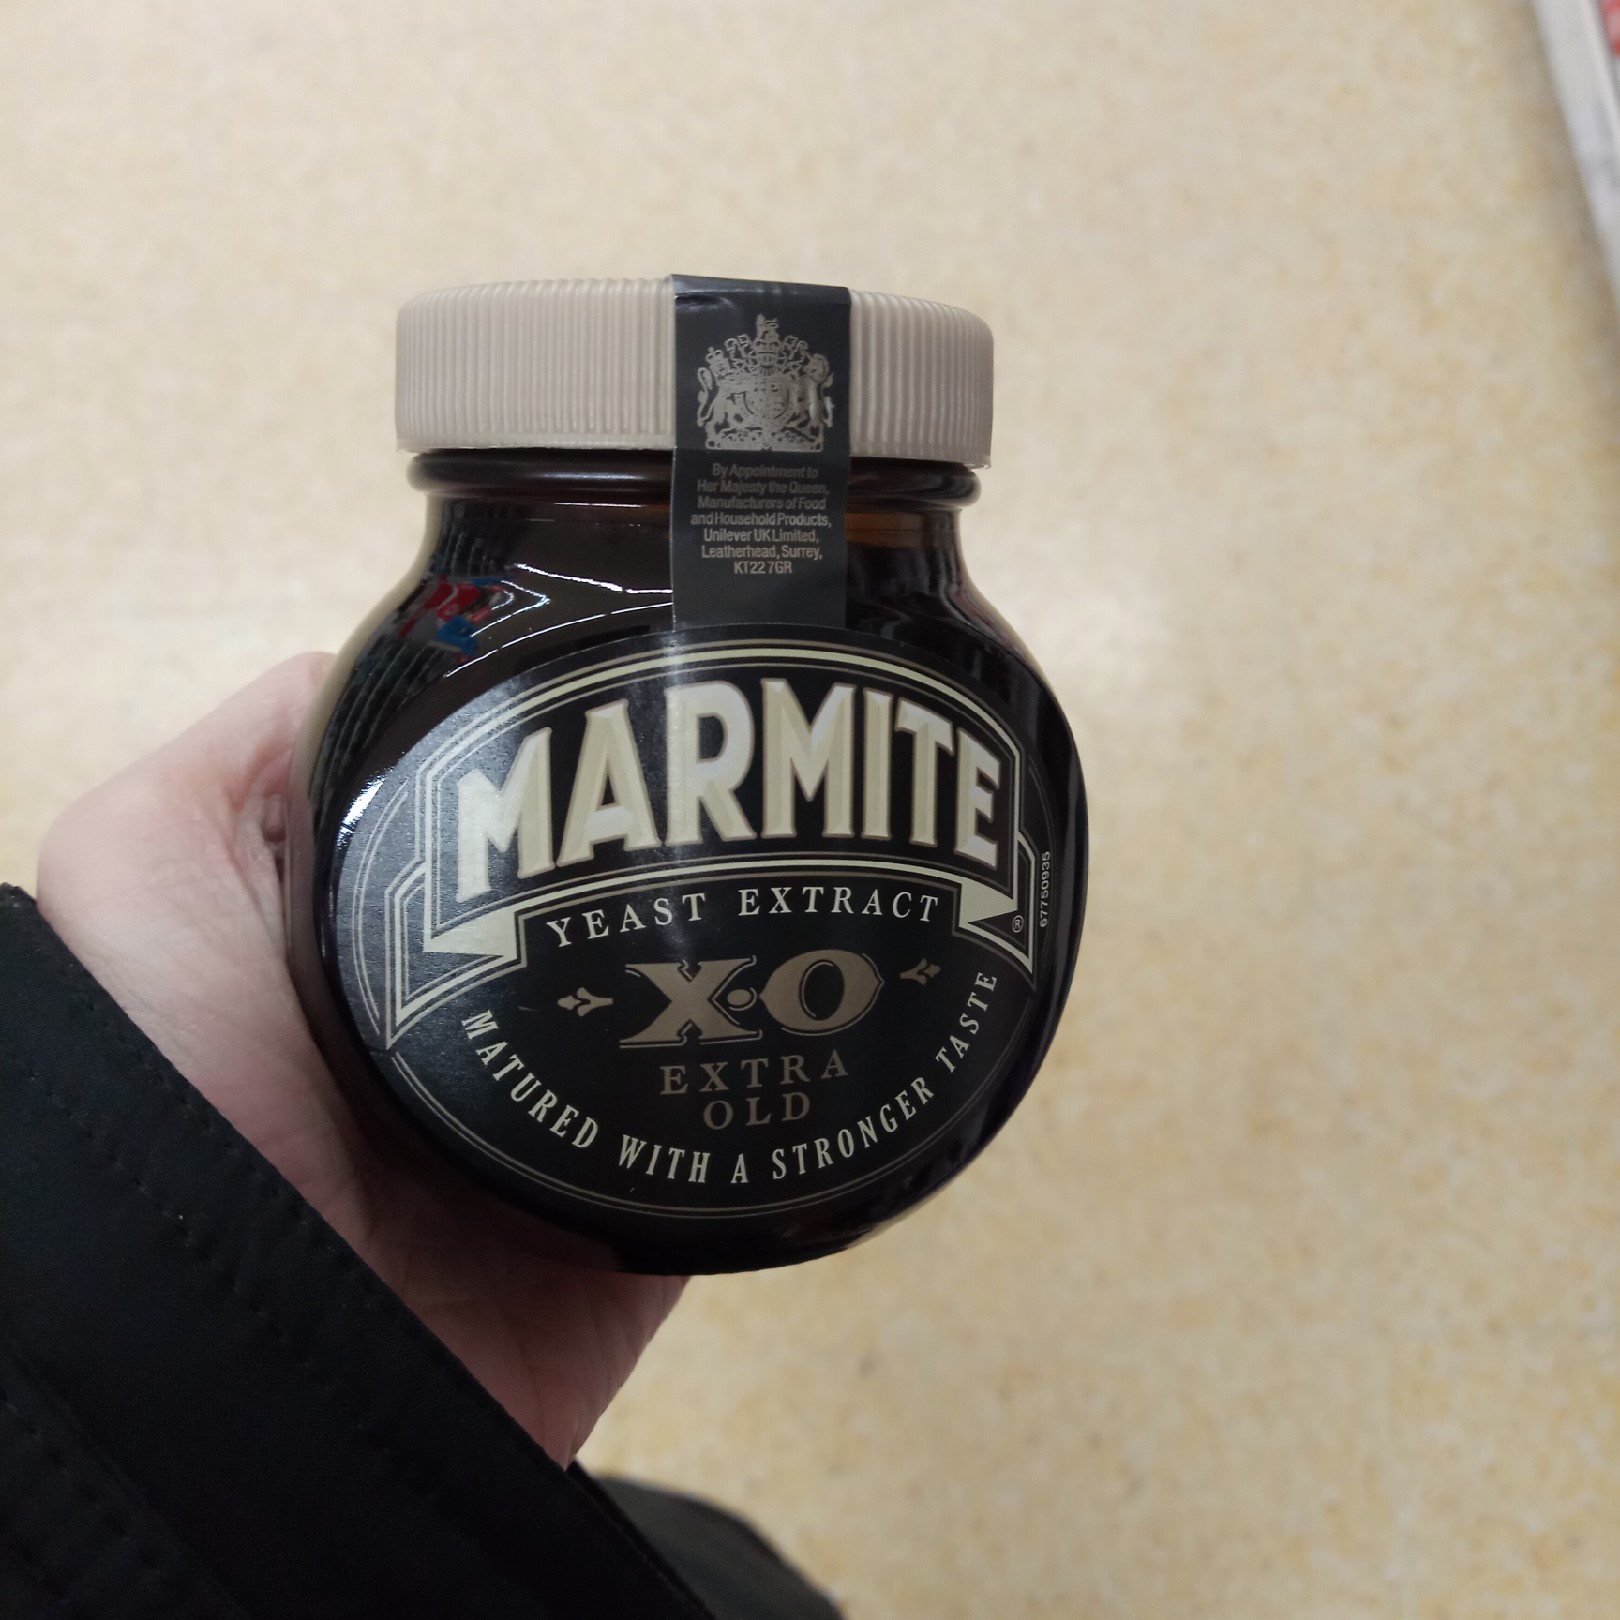 By Appointment to
Her Majesty the Queen,
Manufacturers of Food
and Household Products,
Unilever UK Limited,
Leatherhead, Surrey,
KT22 7GR
MARMITE
®
67750935
YEAST EXTRACT
X.O
EXTRA
OLD
MATURED WITH A STRONGER TASTE